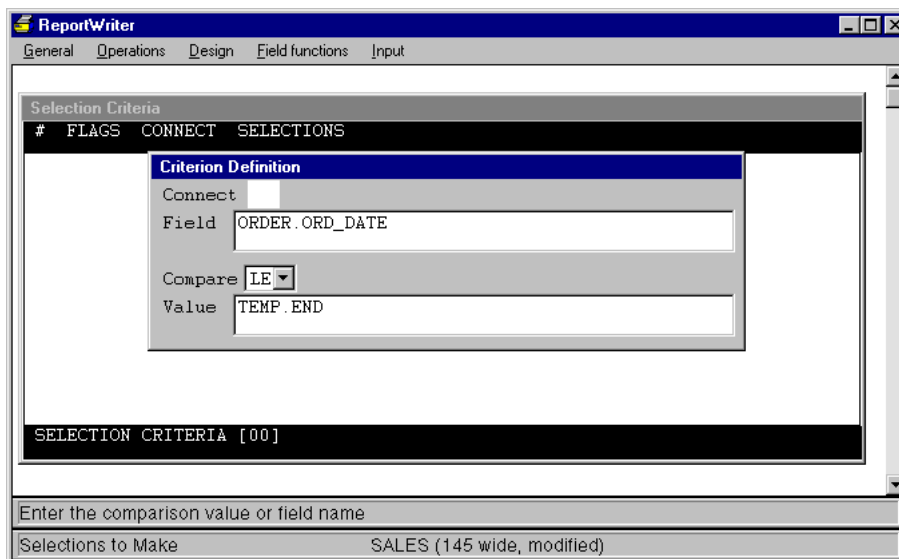 ReportWriter
General Operations Design Field functions Input
Selection Criteria
# FLAGS CONNECT SELECTIONS
Criterion Definition
Connect
Field ORDER.ORD_DATE
Compare LE
Value TEMP.END
SELECTION CRITERIA [00]
Enter the comparison value or field name
Selections to Make SALES (145 wide, modified)